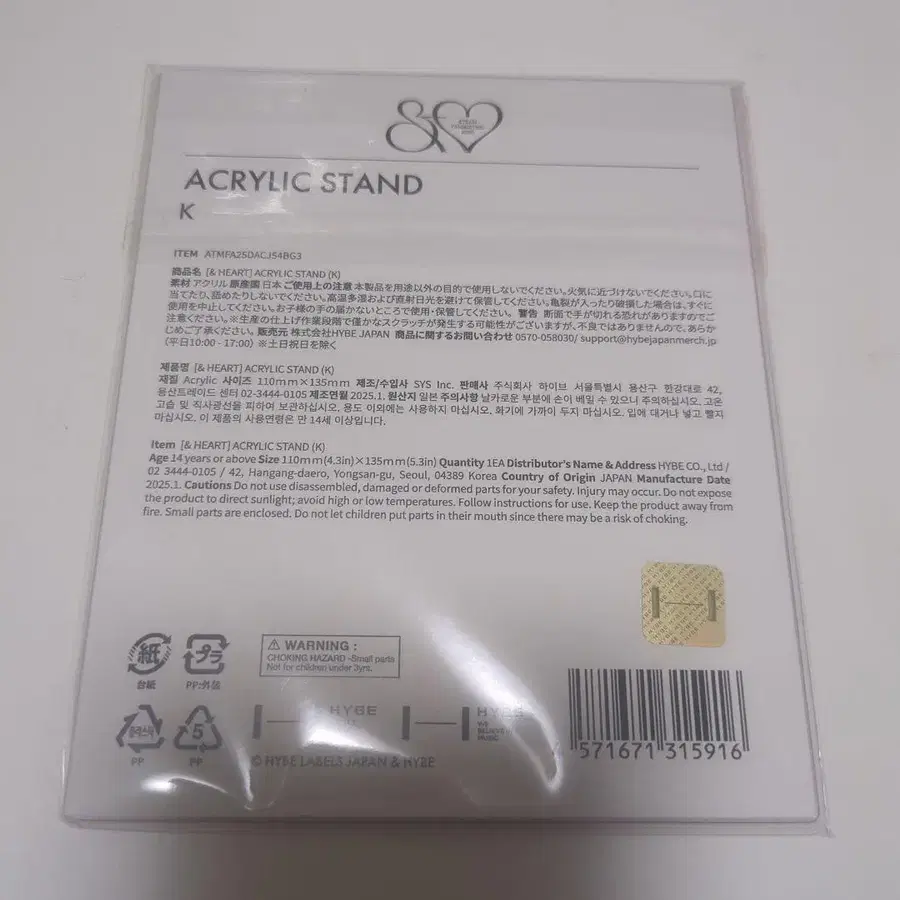 &
ACRYLIC STAND
K
ITEM ATMFA25DACJ54BG3
商品名 [& HEART] ACRYLIC STAND (K)
素材 アクリル 原産国 日本 ご使用上の注意 本製品を用途以外の目的で使用しないでください。火気に近づけないでください。口に
当てたり、舐めたりしないでください。高温多湿および直射日光を避けて保管してください。亀裂が入ったり破損した場合は、すぐに
使用を中止してください。お子様の手の届かないところで使用・保管してください。 警告 断面で手が切れる恐れがありますのでご
注意ください。※生産の仕上げ作業段階で僅かなスクラッチが発生する可能性がございますが、不良ではありませんので、あらか
じめご了承ください。 販売元 株式会社HYBE JAPAN 商品に関するお問い合わせ 0570-058030/ support@hybejapanmerch.jp
(平日10:00 - 17:00) ※土日祝日を除く
제품명 [& HEART] ACRYLIC STAND (K)
재질 Acrylic 사이즈 110mm×135mm 제조/수입사 SYS Inc. 판매사 주식회사 하이브 서울특별시 용산구 한강대로 42,
용산트레이드 센터 02-3444-0105 제조연월 2025.1. 원산지 일본 주의사항 날카로운 부분에 손이 베일 수 있으니 주의하십시오. 고온
고습 및 직사광선을 피하여 보관하십시오. 용도 이외에는 사용하지 마십시오. 화기에 가까이 두지 마십시오. 입에 대거나 넣고 빨지
마십시오. 이 제품의 사용연령은 만 14세 이상입니다.
Item [& HEART] ACRYLIC STAND (K)
Age 14 years or above Size 110mm(4.3in)×135mm(5.3in) Quantity 1EA Distributor's Name & Address HYBE CO., Ltd /
02 3444-0105 / 42, Hangang-daero, Yongsan-gu, Seoul, 04389 Korea Country of Origin JAPAN Manufacture Date
2025.1. Cautions Do not use disassembled, damaged or deformed parts for your safety. Injury may occur. Do not expose
the product to direct sunlight; avoid high or low temperatures. Follow instructions for use. Keep the product away from
fire. Small parts are enclosed. Do not let children put parts in their mouth since there may be a risk of choking.
紙
台紙
プラ
PP:外袋
⚠ WARNING :
CHOKING HAZARD -Small parts
Not for children under 3yrs.
플라스틱
PP
5
PP
HYBE
HYBE
WE
BELIEVE IN
MUSIC
© HYBE LABELS JAPAN & HYBE
4 571671 315916